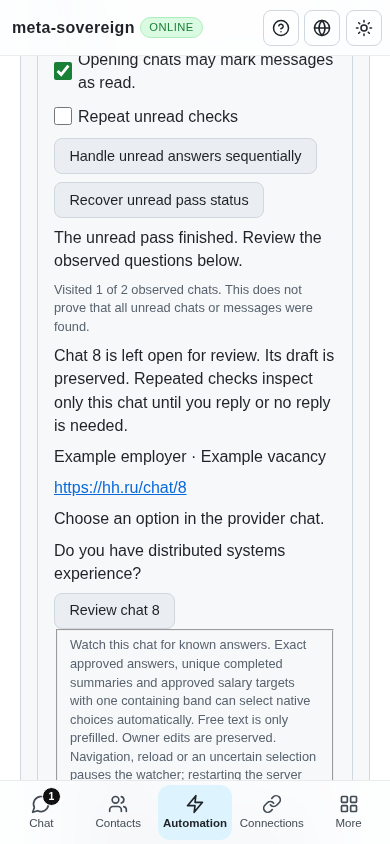 meta-sovereign ONLINE
Opening chats may mark messages
as read.
Repeat unread checks
Handle unread answers sequentially
Recover unread pass status
The unread pass finished. Review the
observed questions below.
Visited 1 of 2 observed chats. This does not
prove that all unread chats or messages were
found.
Chat 8 is left open for review. Its draft is
preserved. Repeated checks inspect
only this chat until you reply or no reply
is needed.
Example employer · Example vacancy
https://hh.ru/chat/8
Choose an option in the provider chat.
Do you have distributed systems
experience?
Review chat 8
Watch this chat for known answers. Exact
approved answers, unique completed
summaries and approved salary targets
with one containing band can select native
choices automatically. Free text is only
prefilled. Owner edits are preserved.
Navigation, reload or an uncertain selection
pauses the watcher; restarting the server
1
Chat Contacts Automation Connections More